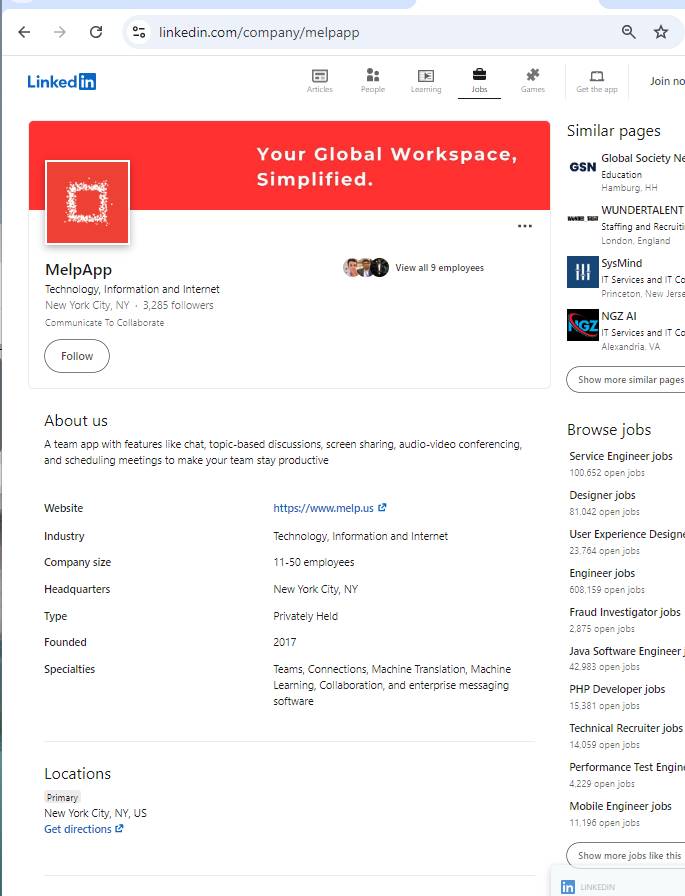 linkedin.com/company/melpapp
Linked in
Articles
People
Learning
Jobs
Games
Get the app
Join
Your Global Workspace,
Simplified.
MelpApp
Technology, Information and Internet
New York City, NY · 3,285 followers
Communicate To Collaborate
View all 9 employees
Follow
About us
A team app with features like chat, topic-based discussions, screen sharing, audio-video conferencing,
and scheduling meetings to make your team stay productive
Website https://www.melp.us
Industry Technology, Information and Internet
Company size 11-50 employees
Headquarters New York City, NY
Type Privately Held
Founded 2017
Specialties Teams, Connections, Machine Translation, Machine
Learning, Collaboration, and enterprise messaging
software
Locations
Primary
New York City, NY, US
Get directions
Similar pages
GSN
Global Society
Education
Hamburg, HH
WUNDERTALENT
Staffing and
London, England
SysMind
IT Services and IT
Princeton, New
NGZ
NGZ AI
IT Services and IT
Alexandria, VA
Show more similar pages
Browse jobs
Service Engineer jobs
100,652 open jobs
Designer jobs
81,042 open jobs
User Experience
23,764 open jobs
Engineer jobs
608,159 open jobs
Fraud Investigator jobs
2,875 open jobs
Java Software Engineer
42,983 open jobs
PHP Developer jobs
15,381 open jobs
Technical Recruiter jobs
14,059 open jobs
Performance Test
4,229 open jobs
Mobile Engineer jobs
11,196 open jobs
Show more jobs like this
in LINKEDIN